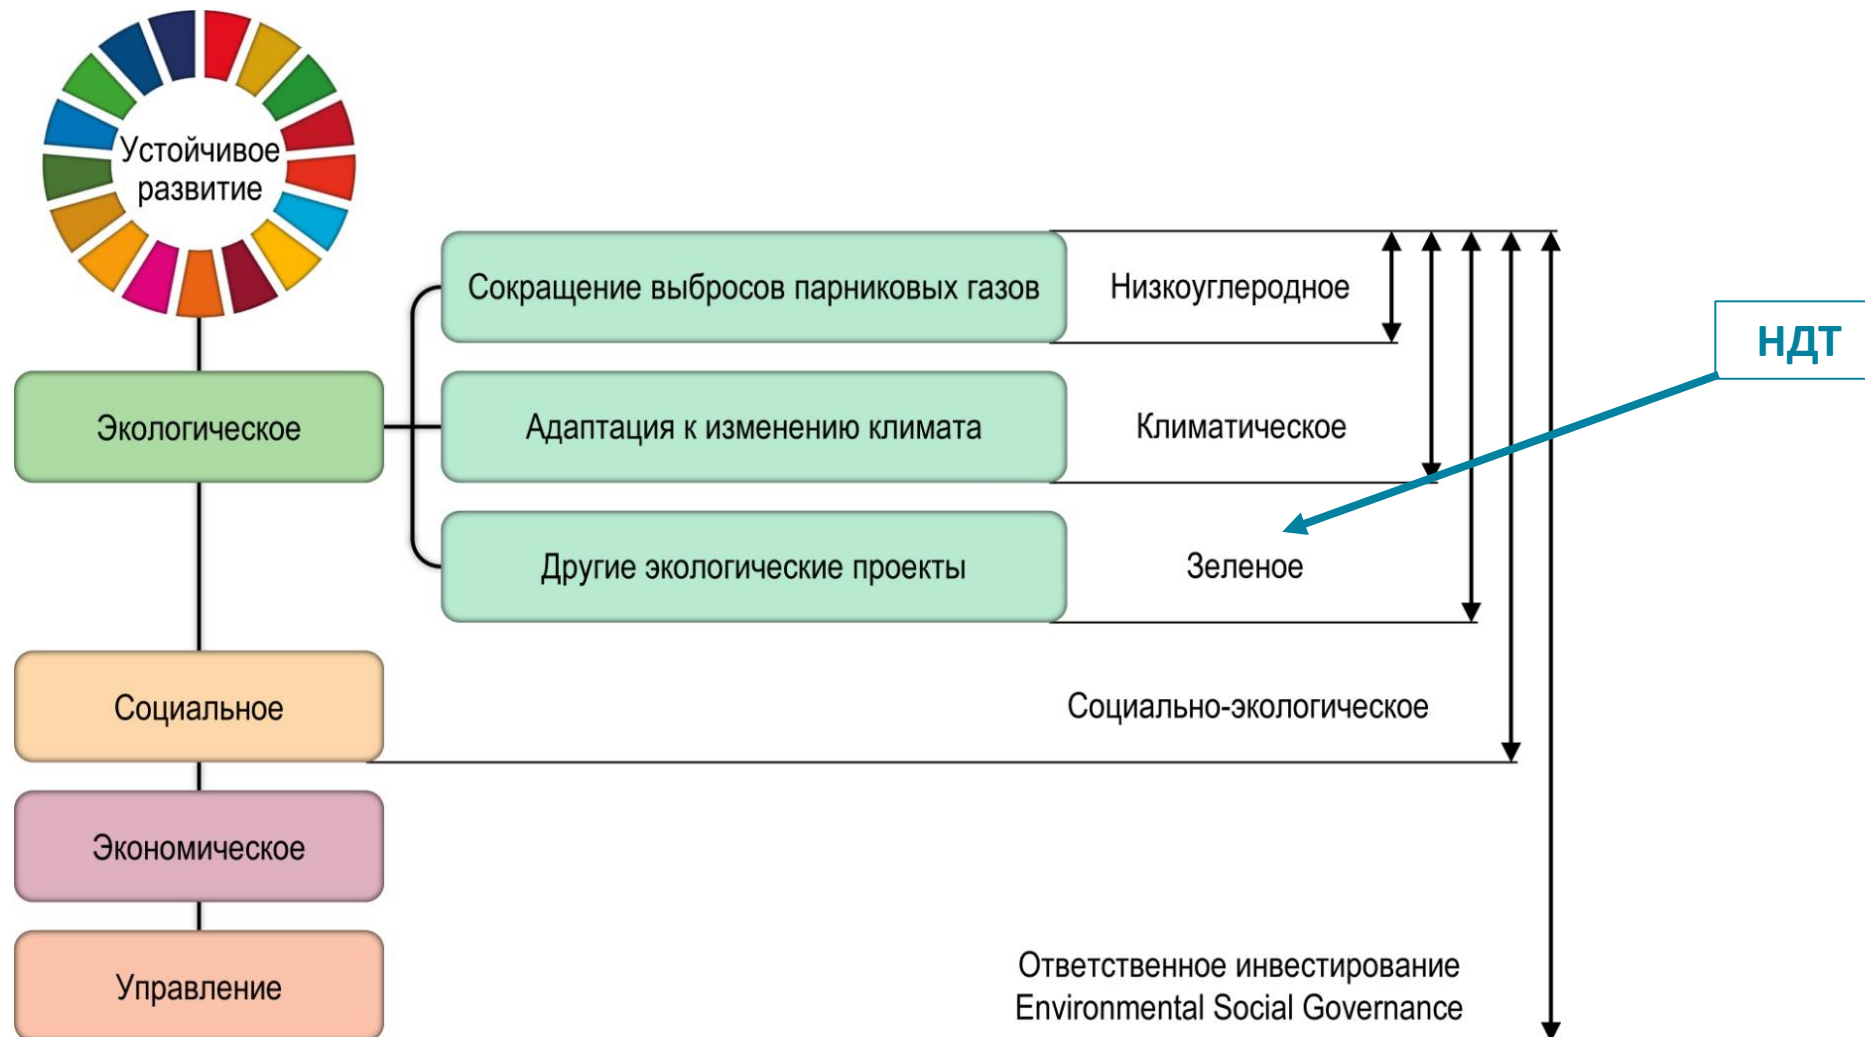 Устойчивое
развитие
Сокращение выбросов парниковых газов
Низкоуглеродное
НДТ
Экологическое
Адаптация к изменению климата
Климатическое
Другие экологические проекты
Зеленое
Социальное
Социально-экологическое
Экономическое
Управление
Ответственное инвестирование
Environmental Social Governance